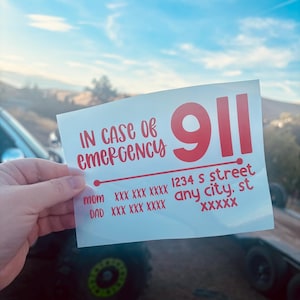 in case of
emergency
911
mom xxx xxx xxxx
DAD xxx xxx xxxx
1234 s street
any city, st
xxxxx